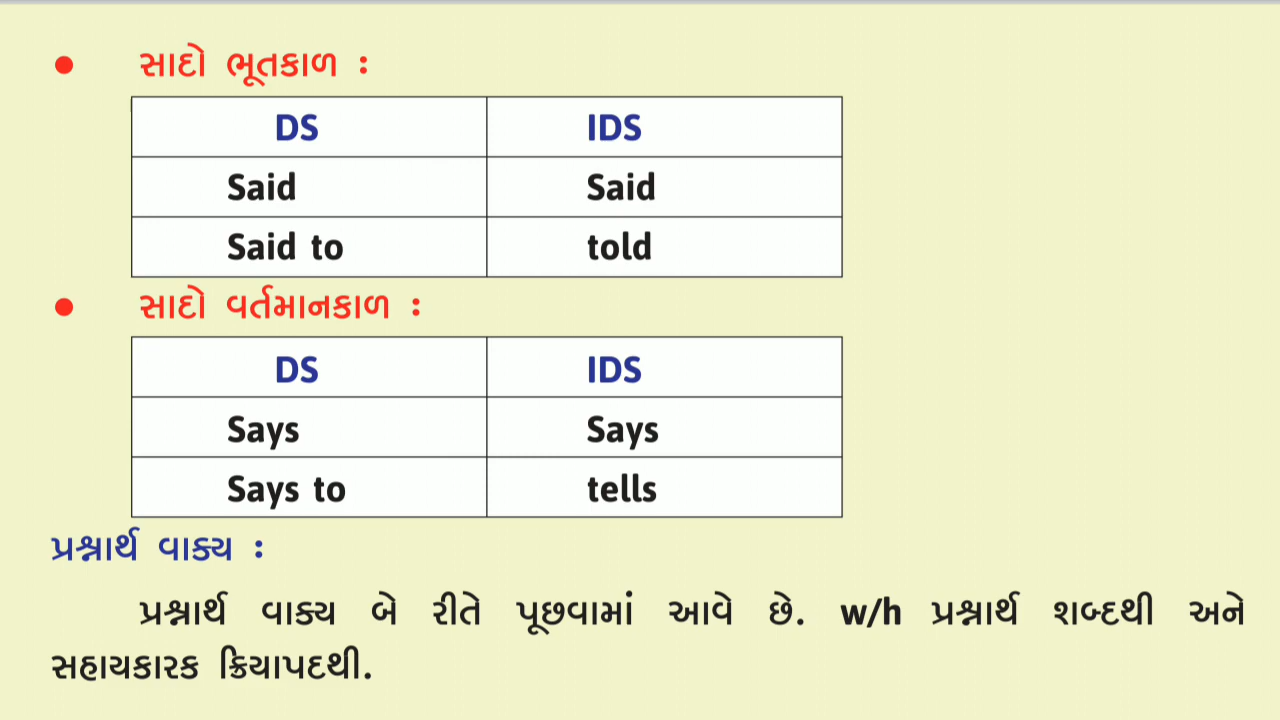 ● સાદો ભૂતકાળ :
DS IDS
Said Said
Said to told
● સાદો વર્તમાનકાળ :
DS IDS
Says Says
Says to tells
પ્રશ્નાર્થ વાક્ય :
પ્રશ્નાર્થ વાક્ય બે રીતે પૂછવામાં આવે છે. w/h પ્રશ્નાર્થ શબ્દથી અને
સહાયકારક ક્રિયાપદથી.